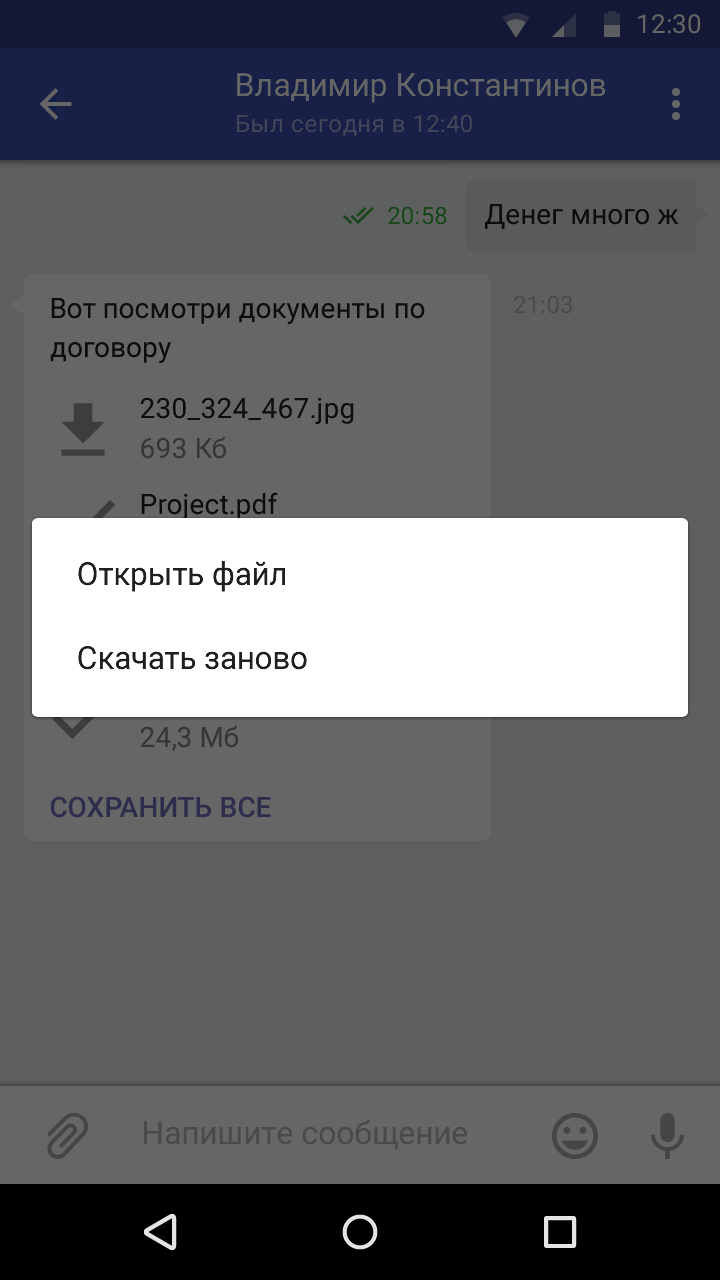 12:30
Владимир Константинов
Был сегодня в 12:40
20:58
Денег много ж
Вот посмотри документы по
договору
21:03
230_324_467.jpg
693 Кб
Project.pdf
Открыть файл
Скачать заново
24,3 Мб
СОХРАНИТЬ ВСЕ
Напишите сообщение